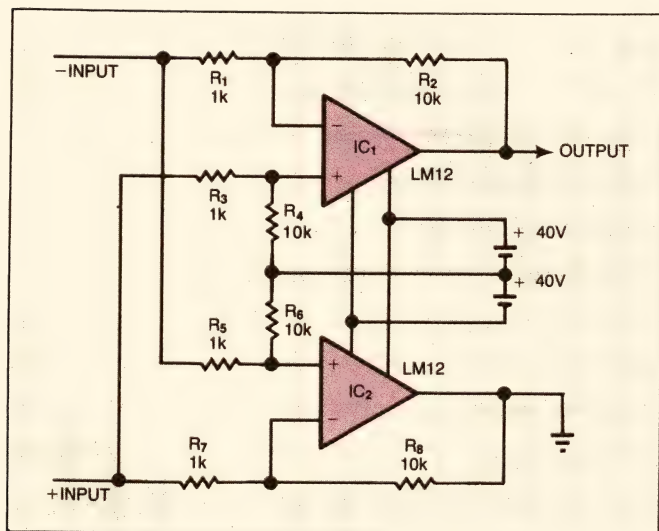 −INPUT
R1
1k
R2
10k
−
IC1
+
LM12
OUTPUT
R3
1k
R4
10k
+ 40V
+ 40V
R6
10k
R5
1k
LM12
+
IC2
−
R7
1k
R8
10k
+INPUT